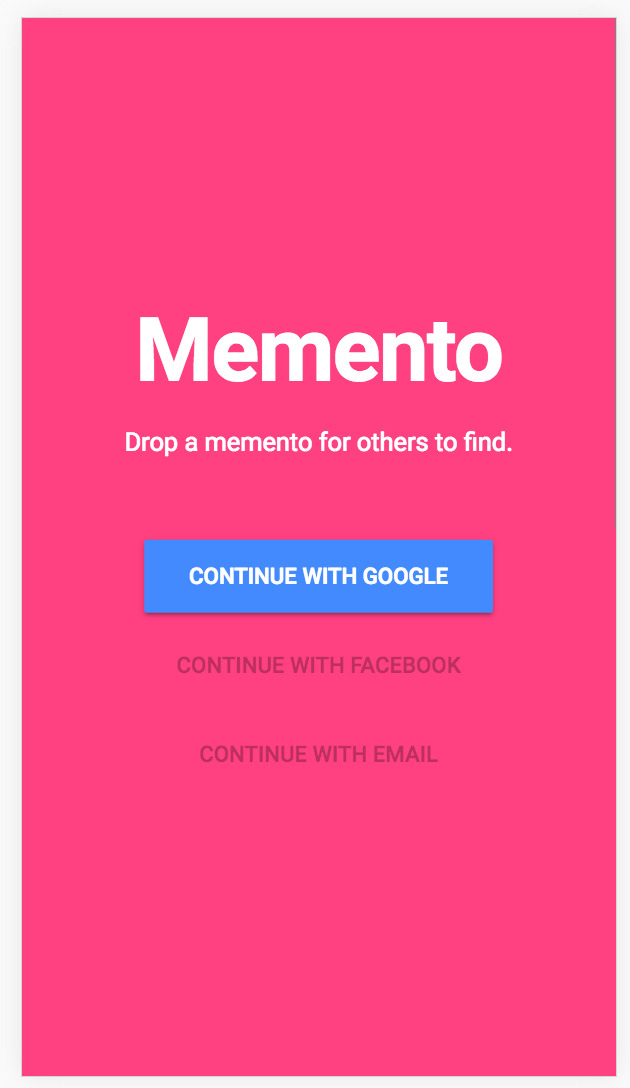 Memento
Drop a memento for others to find.
CONTINUE WITH GOOGLE
CONTINUE WITH FACEBOOK
CONTINUE WITH EMAIL